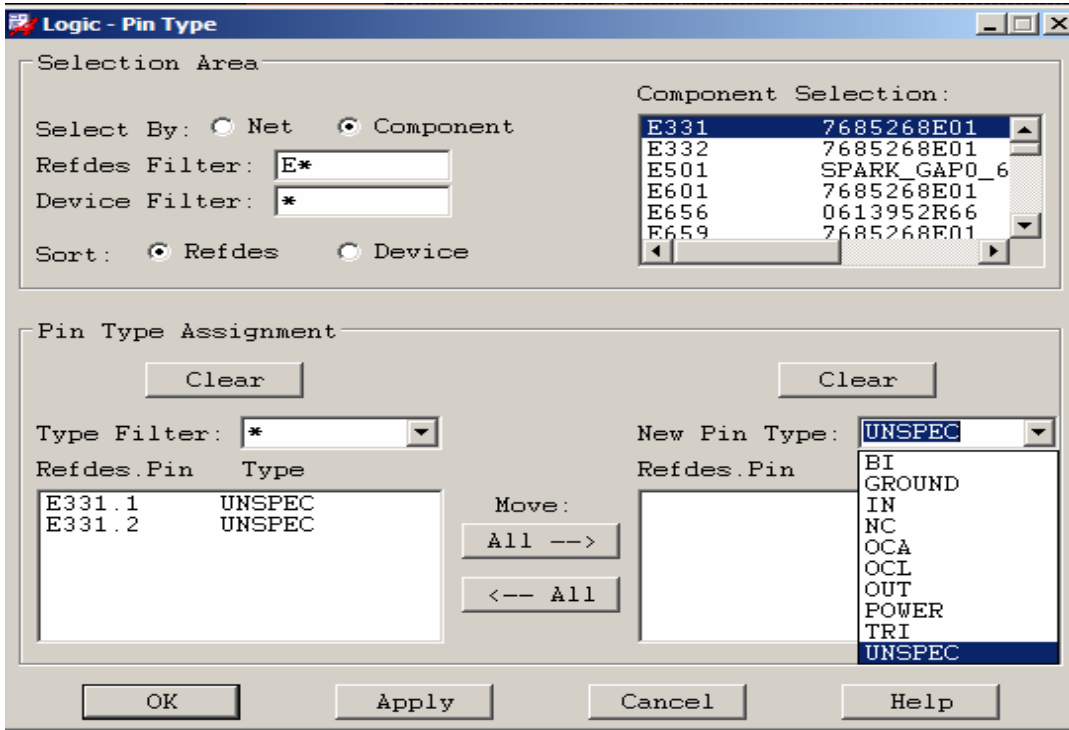 Logic - Pin Type
Selection Area
Select By: Net Component
Refdes Filter: E*
Device Filter: *
Sort: Refdes Device
Component Selection:
E331 7685268E01
E332 7685268E01
E501 SPARK_GAP0_6
E601 7685268E01
E656 0613952R66
E659 7685268E01
Pin Type Assignment
Clear
Type Filter: *
Refdes.Pin Type
E331.1 UNSPEC
E331.2 UNSPEC
Move:
All -->
<-- All
Clear
New Pin Type: UNSPEC
Refdes.Pin
BI
GROUND
IN
NC
OCA
OCL
OUT
POWER
TRI
UNSPEC
OK Apply Cancel Help